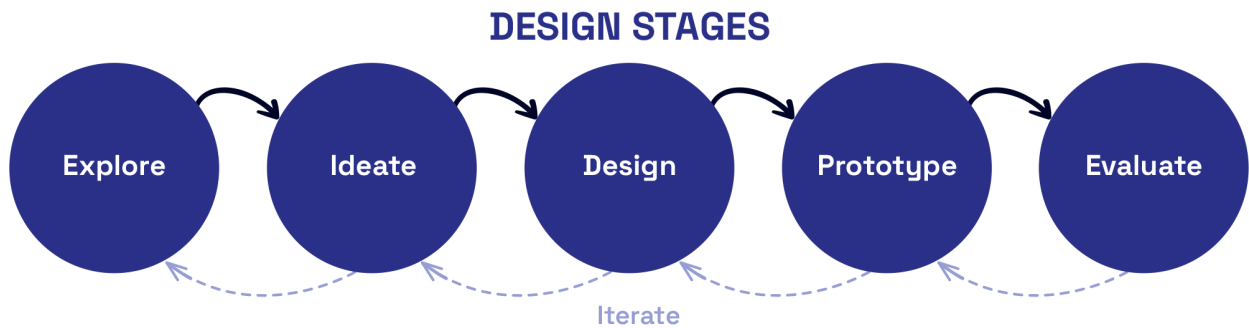 DESIGN STAGES
Explore
Ideate
Design
Prototype
Evaluate
Iterate